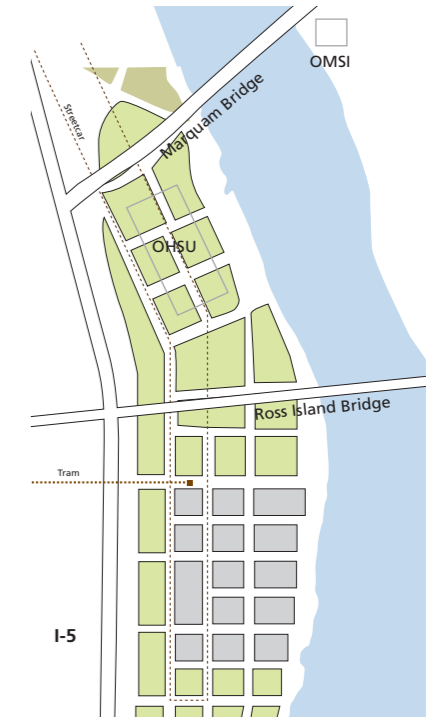 OMSI
Streetcar
Marquam Bridge
OHSU
Ross Island Bridge
Tram
I-5